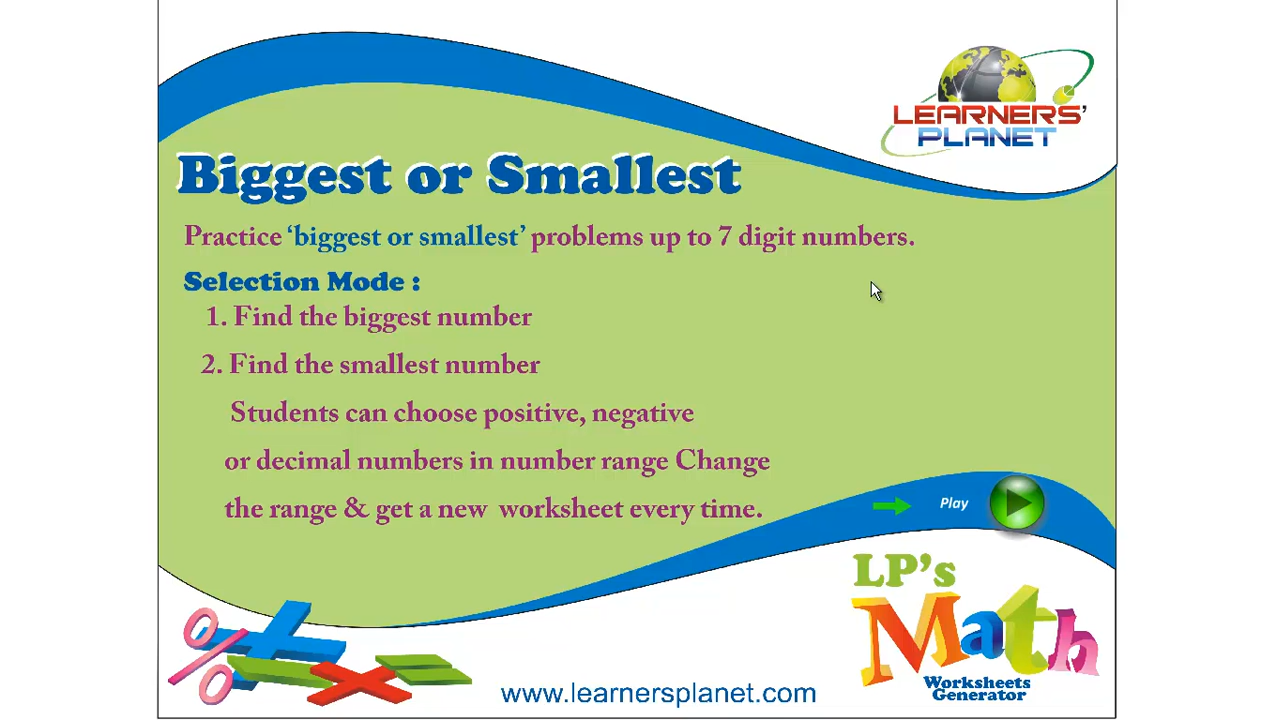 LEARNERS'
PLANET
Biggest or Smallest
Practice ‘biggest or smallest’ problems up to 7 digit numbers.
Selection Mode :
1. Find the biggest number
2. Find the smallest number
Students can choose positive, negative
or decimal numbers in number range Change
the range & get a new worksheet every time.
Play
LP's
Math
Worksheets
Generator
www.learnersplanet.com